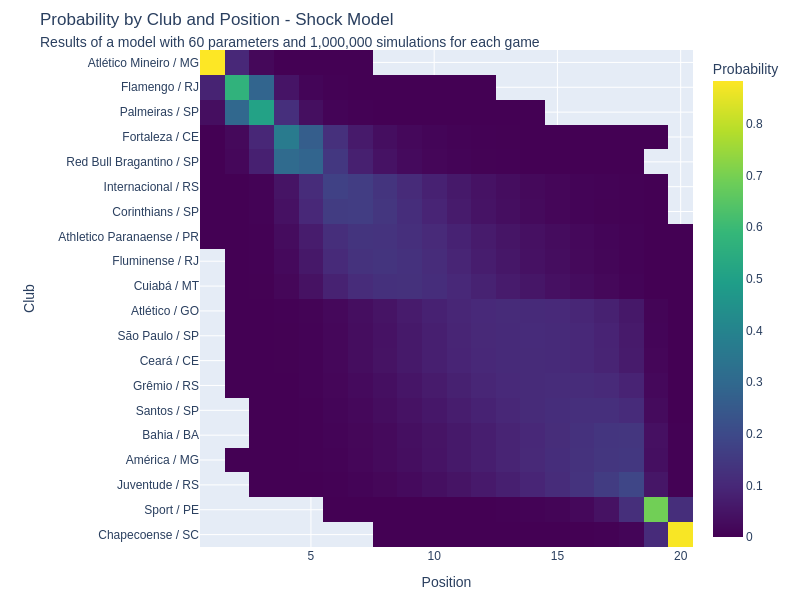 Probability by Club and Position - Shock Model
Results of a model with 60 parameters and 1,000,000 simulations for each game
Probability
Atlético Mineiro / MG
Flamengo / RJ
Palmeiras / SP
Fortaleza / CE
Red Bull Bragantino / SP
Internacional / RS
Corinthians / SP
Athletico Paranaense / PR
Fluminense / RJ
Cuiabá / MT
Atlético / GO
São Paulo / SP
Ceará / CE
Grêmio / RS
Santos / SP
Bahia / BA
América / MG
Juventude / RS
Sport / PE
Chapecoense / SC
Club
5
10
15
20
Position
0.8
0.7
0.6
0.5
0.4
0.3
0.2
0.1
0